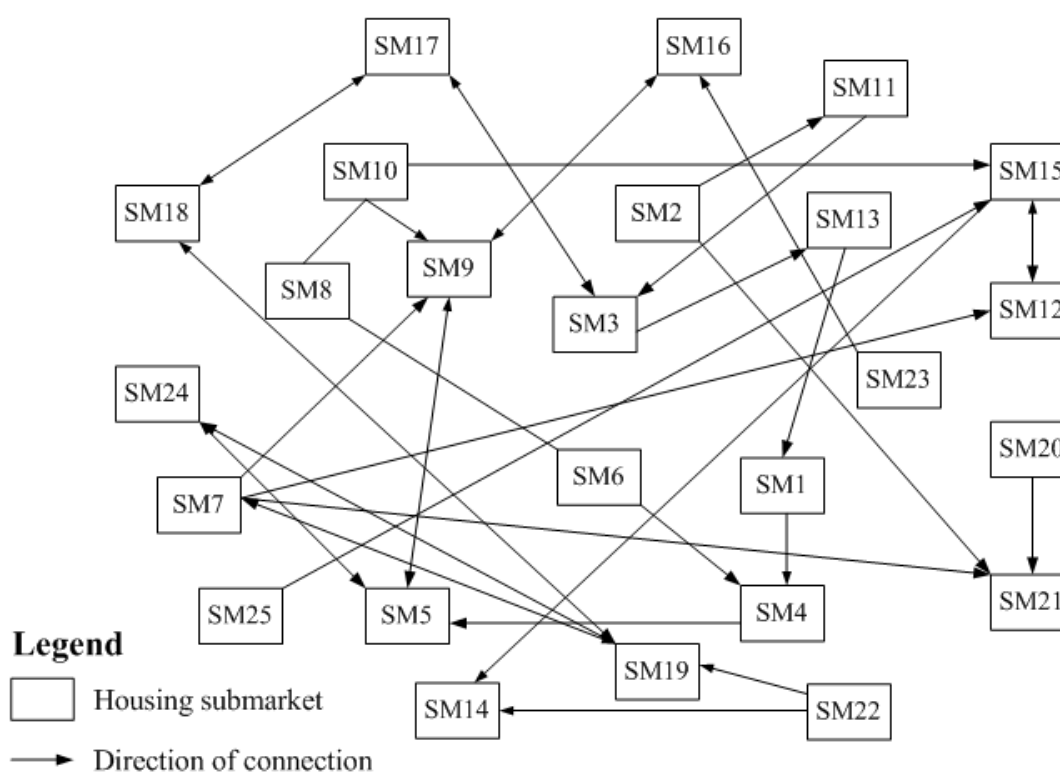 SM17
SM16
SM11
SM10
SM15
SM18
SM2
SM13
SM9
SM8
SM3
SM12
SM24
SM23
SM20
SM6
SM1
SM7
SM25
SM5
SM4
SM21
Legend
SM19
Housing submarket
SM14
SM22
Direction of connection